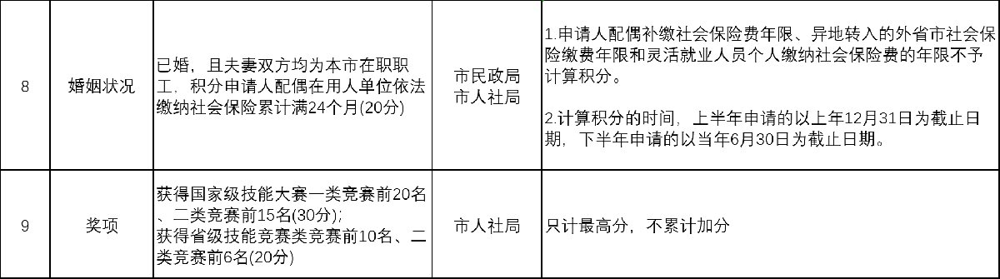 8
婚姻状况
已婚，且夫妻双方均为本市在职职
工，积分申请人配偶在用人单位依法
缴纳社会保险累计满24个月(20分)
市民政局
市人社局
1.申请人配偶补缴社会保险费年限、异地转入的外省市社会保
险缴费年限和灵活就业人员个人缴纳社会保险费的年限不予
计算积分。
2.计算积分的时间，上半年申请的以上年12月31日为截止日
期，下半年申请的以当年6月30日为截止日期。
9
奖项
获得国家级技能大赛一类竞赛前20名
、二类竞赛前15名(30分)；
获得省级技能竞赛类竞赛前10名、二
类竞赛前6名(20分)
市人社局
只计最高分，不累计加分